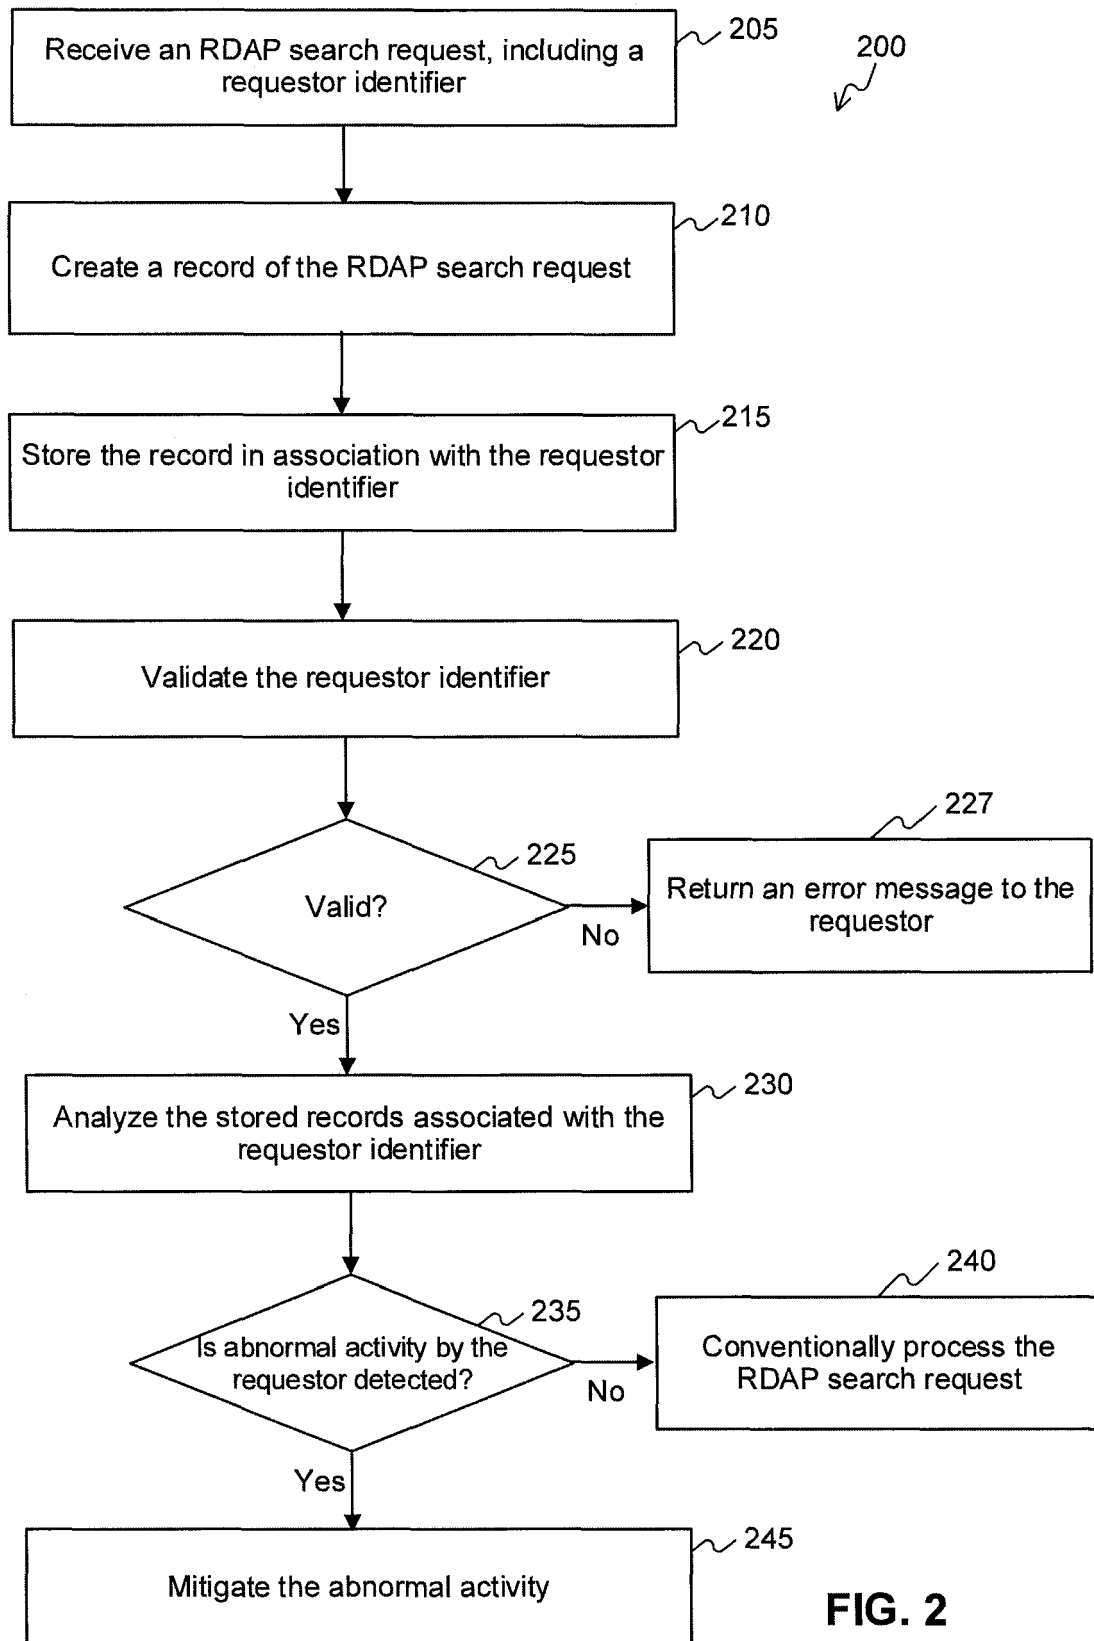 Receive an RDAP search request, including a
requestor identifier
205
200
Create a record of the RDAP search request
210
Store the record in association with the requestor
identifier
215
Validate the requestor identifier
220
Valid?
225
No
Return an error message to the
requestor
227
Yes
Analyze the stored records associated with the
requestor identifier
230
Is abnormal activity by the
requestor detected?
235
No
Conventionally process the
RDAP search request
240
Yes
Mitigate the abnormal activity
245
FIG. 2